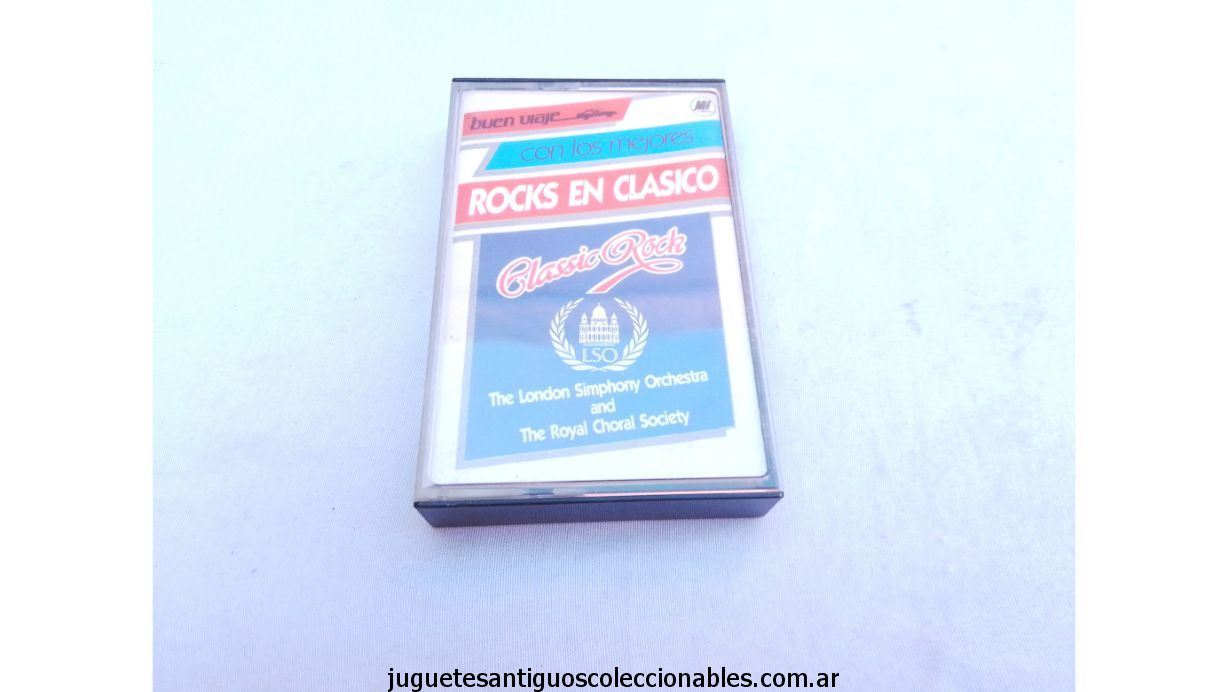 buen viaje
MH
con los mejores
ROCKS EN CLASICO
Classic Rock
LSO
The London Simphony Orchestra
and
The Royal Choral Society
juguetesantiguoscoleccionables.com.ar